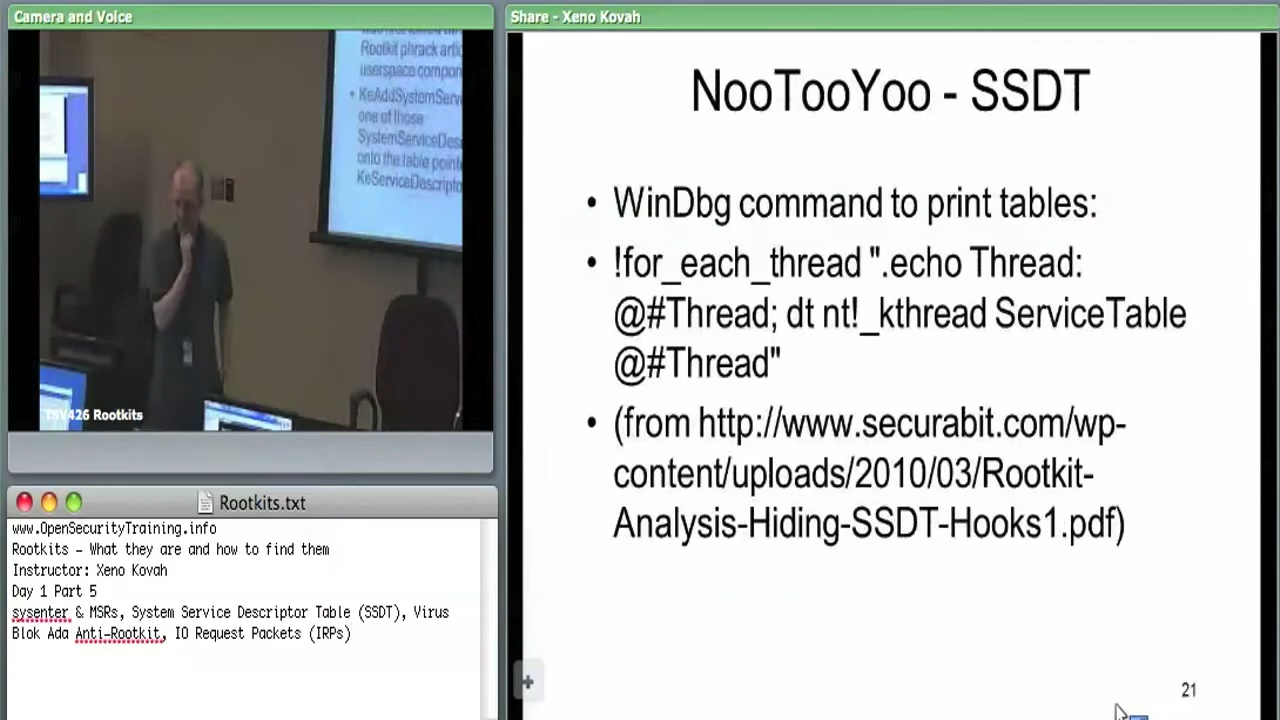 Camera and Voice
Rootkit phrack artic
userspace compon
• KeAddSystemServ
one of those
SystemServiceDesc
onto the table pointe
KeServiceDescripto
TSV426 Rootkits
Rootkits.txt
www.OpenSecurityTraining.info
Rootkits - What they are and how to find them
Instructor: Xeno Kovah
Day 1 Part 5
sysenter & MSRs, System Service Descriptor Table (SSDT), Virus
Blok Ada Anti-Rootkit, IO Request Packets (IRPs)
Share - Xeno Kovah
NooTooYoo - SSDT
• WinDbg command to print tables:
• !for_each_thread ".echo Thread:
@#Thread; dt nt!_kthread ServiceTable
@#Thread"
• (from http://www.securabit.com/wp-
content/uploads/2010/03/Rootkit-
Analysis-Hiding-SSDT-Hooks1.pdf)
21